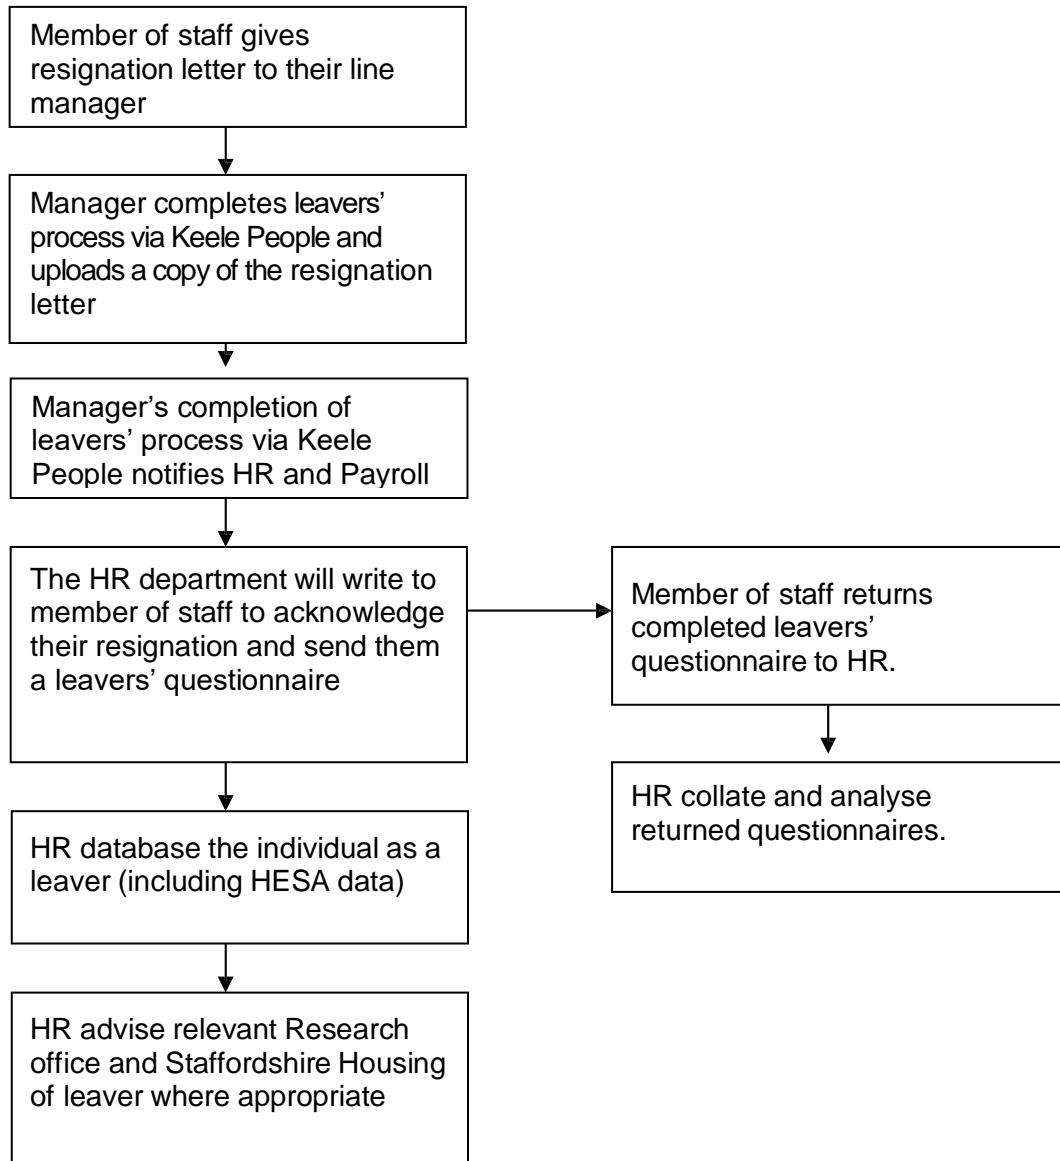 Member of staff gives
resignation letter to their line
manager
Manager completes leavers’
process via Keele People and
uploads a copy of the resignation
letter
Manager’s completion of
leavers’ process via Keele
People notifies HR and Payroll
The HR department will write to
member of staff to acknowledge
their resignation and send them
a leavers’ questionnaire
Member of staff returns
completed leavers’
questionnaire to HR.
HR collate and analyse
returned questionnaires.
HR database the individual as a
leaver (including HESA data)
HR advise relevant Research
office and Staffordshire Housing
of leaver where appropriate